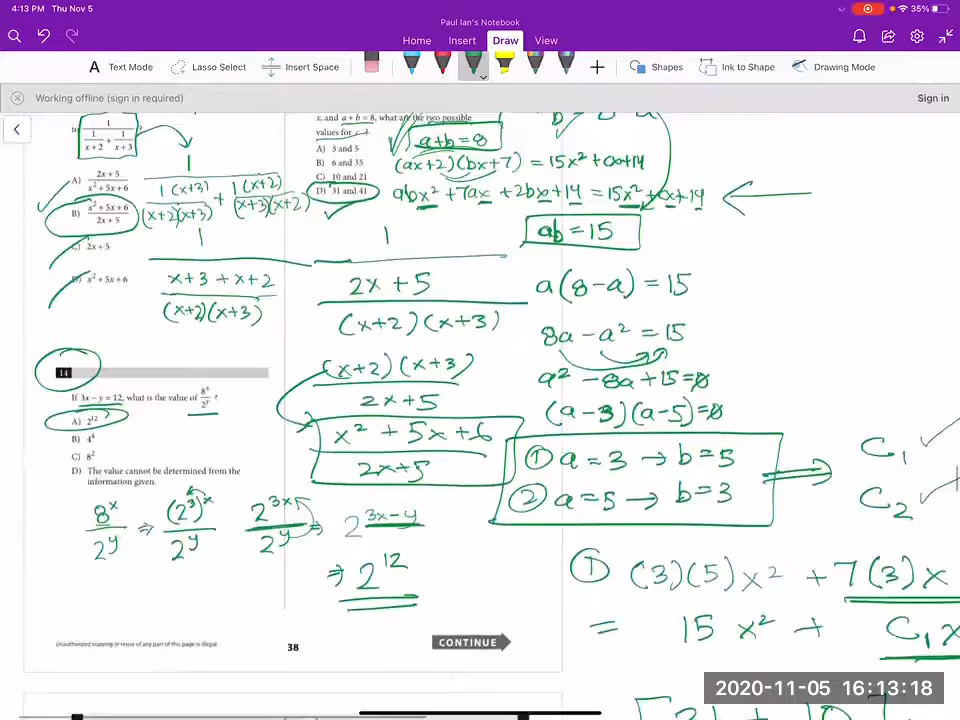 4:13 PM Thu Nov 5
35%
Paul Ian's Notebook
Home Insert Draw View
Text Mode Lasso Select Insert Space Shapes Ink to Shape Drawing Mode
Working offline (sign in required) Sign in
1
1/(x+2) + 1/(x+3)
A) 2x+5 / x²+5x+6
B) x²+5x+6 / 2x+5
C) 2x+5
D) x²+5x+6
1
1(x+3) / (x+2)(x+3) + 1(x+2) / (x+3)(x+2)
1
x+3 + x+2
(x+2)(x+3)
14
If 3x − y = 12, what is the value of 8ˣ/2ʸ ?
A) 2¹²
B) 4⁴
C) 8²
D) The value cannot be determined from the
information given.
8ˣ/2ʸ ⇒ (2³)ˣ/2ʸ
2³ˣ
2ʸ
⇒ 2^(3x−y)
⇒ 2¹²
x, and a + b = 8, what are the two possible
values for c ?
A) 3 and 5
B) 6 and 35
C) 10 and 21
D) 31 and 41
1
2x + 5
(x+2)(x+3)
(x+2)(x+3)
2x+5
x² + 5x + 6
2x+5
a+b = 8
(ax+2)(bx+7) = 15x² + cx + 14
abx² + 7ax + 2bx + 14 = 15x² + cx + 14
ab = 15
a(8-a) = 15
8a - a² = 15
a² - 8a + 15 = 0
(a-3)(a-5) = 0
① a = 3 → b = 5
② a = 5 → b = 3
C₁
C₂
① (3)(5)x² + 7(3)x
= 15x² + C₁x
Unauthorized copying or reuse of any part of this page is illegal.
38
CONTINUE
2020-11-05 16:13:18